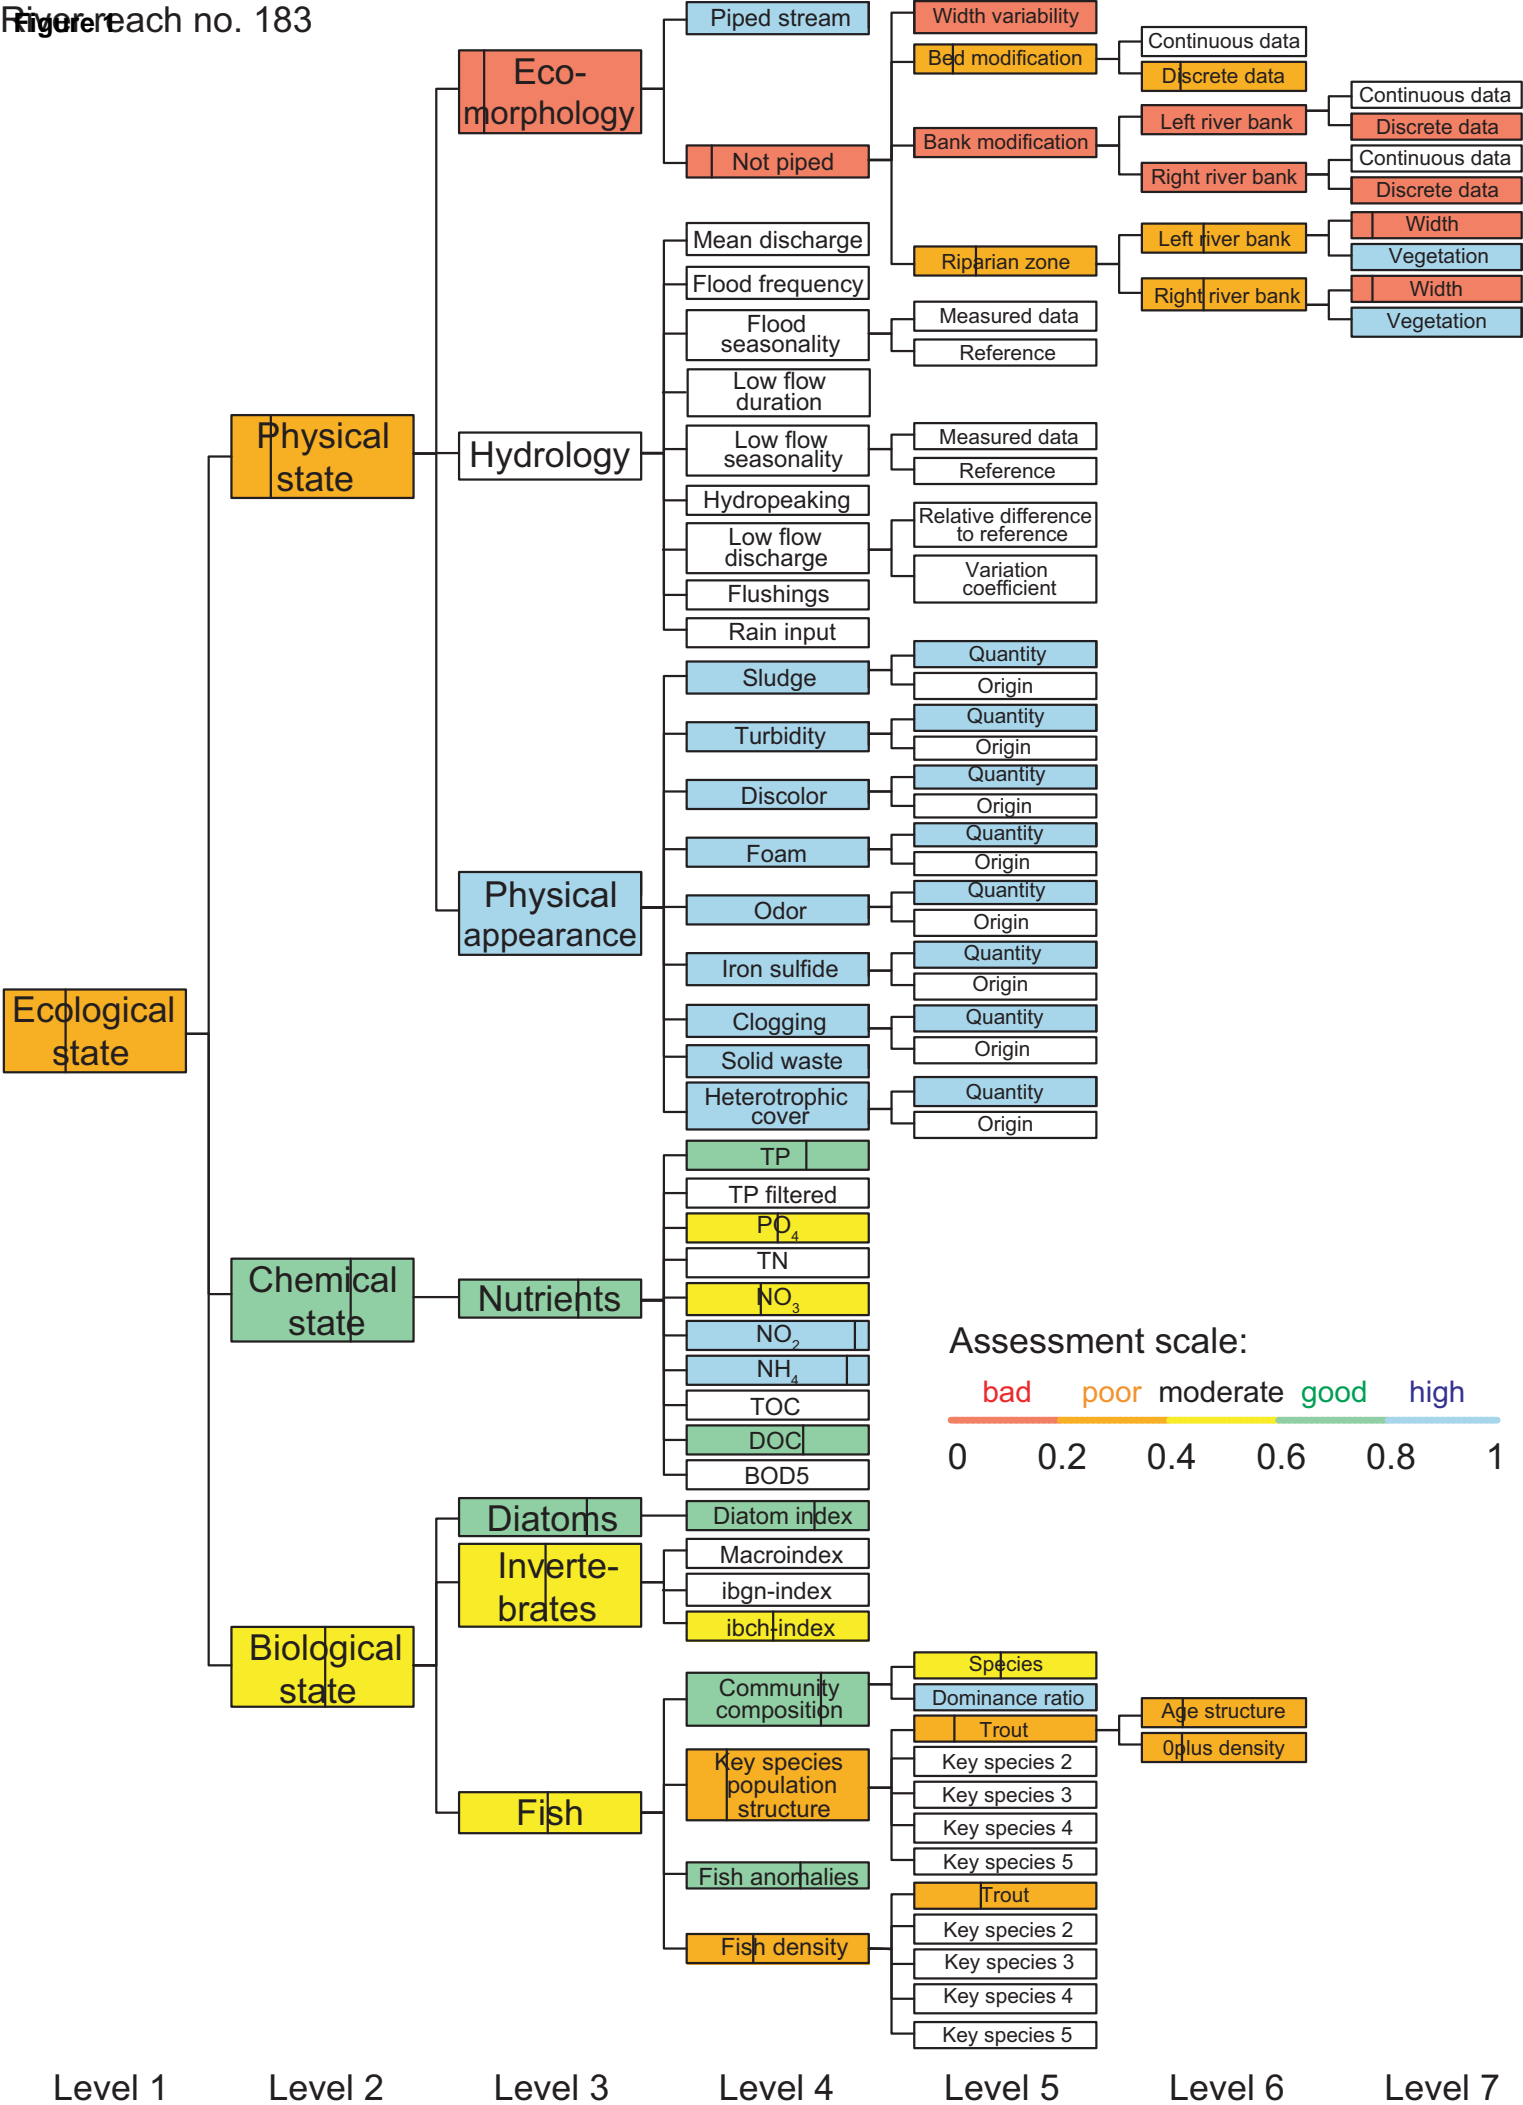 River reach no. 183
Figure 1
Piped stream
Width variability
Bed modification
Continuous data
Discrete data
Eco-
morphology
Not piped
Bank modification
Left river bank
Continuous data
Discrete data
Right river bank
Continuous data
Discrete data
Riparian zone
Left river bank
Width
Vegetation
Right river bank
Width
Vegetation
Mean discharge
Flood frequency
Flood
seasonality
Measured data
Reference
Low flow
duration
Physical
state
Hydrology
Low flow
seasonality
Measured data
Reference
Hydropeaking
Low flow
discharge
Relative difference
to reference
Variation
coefficient
Flushings
Rain input
Sludge
Quantity
Origin
Turbidity
Quantity
Origin
Discolor
Quantity
Origin
Physical
appearance
Foam
Quantity
Origin
Odor
Quantity
Origin
Iron sulfide
Quantity
Origin
Clogging
Quantity
Origin
Solid waste
Heterotrophic
cover
Quantity
Origin
Ecological
state
TP
TP filtered
PO4
TN
Chemical
state
Nutrients
NO3
NO2
NH4
TOC
DOC
BOD5
Assessment scale:
bad poor moderate good high
0 0.2 0.4 0.6 0.8 1
Diatoms
Diatom index
Inverte-
brates
Macroindex
ibgn-index
ibch-index
Biological
state
Community
composition
Species
Dominance ratio
Key species
population
structure
Trout
Age structure
0plus density
Key species 2
Key species 3
Key species 4
Key species 5
Fish
Fish anomalies
Fish density
Trout
Key species 2
Key species 3
Key species 4
Key species 5
Level 1 Level 2 Level 3 Level 4 Level 5 Level 6 Level 7